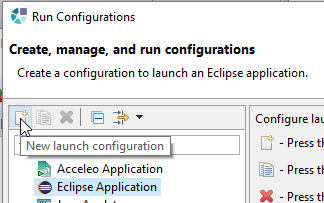 Run Configurations
Create, manage, and run configurations
Create a configuration to launch an Eclipse application.
Configure lau
New launch configuration
- Press th
Acceleo Application
- Press th
Eclipse Application
- Press th